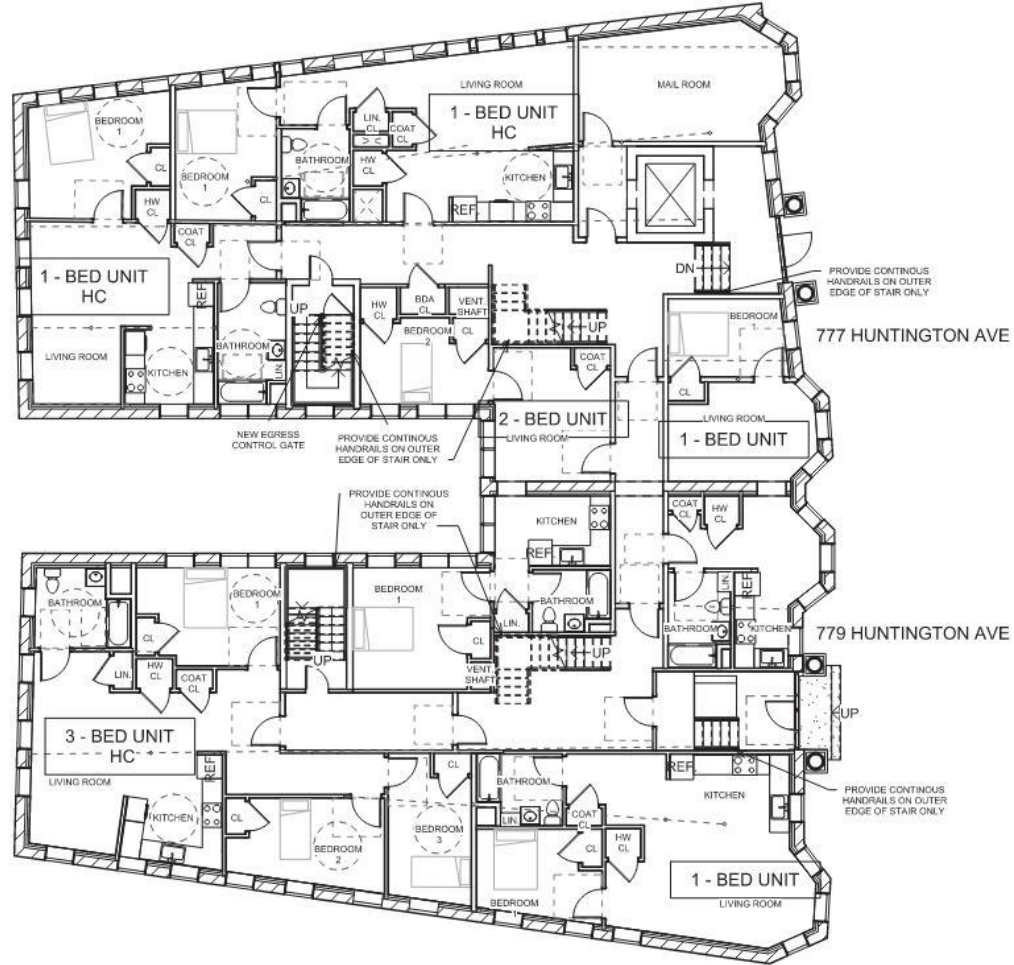 LIVING ROOM
MAIL ROOM
BEDROOM
1
1 - BED UNIT
HC
LIN.
CL
COAT
CL
BATHROOM
HW
CL
KITCHEN
REF.
BEDROOM
1
CL
CL
HW
CL
COAT
CL
1 - BED UNIT
HC
REF
UP
BATHROOM
LIN.
LIVING ROOM
KITCHEN
HW
CL
BDA
CL
VENT.
SHAFT
CL
BEDROOM
2
UP
DN
PROVIDE CONTINOUS
HANDRAILS ON OUTER
EDGE OF STAIR ONLY
777 HUNTINGTON AVE
BEDROOM
1
CL
COAT
CL
2 - BED UNIT
LIVING ROOM
LIVING ROOM
1 - BED UNIT
NEW EGRESS
CONTROL GATE
PROVIDE CONTINOUS
HANDRAILS ON OUTER
EDGE OF STAIR ONLY
PROVIDE CONTINOUS
HANDRAILS ON
OUTER EDGE OF
STAIR ONLY
KITCHEN
REF.
COAT
CL
HW
CL
BATHROOM
LIN.
LIN.
REF
BATHROOM
KITCHEN
779 HUNTINGTON AVE
BATHROOM
BEDROOM
1
BEDROOM
1
CL
CL
UP
VENT.
SHAFT
UP
LIN.
HW
CL
COAT
CL
3 - BED UNIT
HC
LIVING ROOM
REF
KITCHEN
CL
BEDROOM
2
BEDROOM
3
CL
BATHROOM
LIN.
COAT
CL
CL
HW
CL
BEDROOM
1
REF.
KITCHEN
UP
PROVIDE CONTINOUS
HANDRAILS ON OUTER
EDGE OF STAIR ONLY
1 - BED UNIT
LIVING ROOM